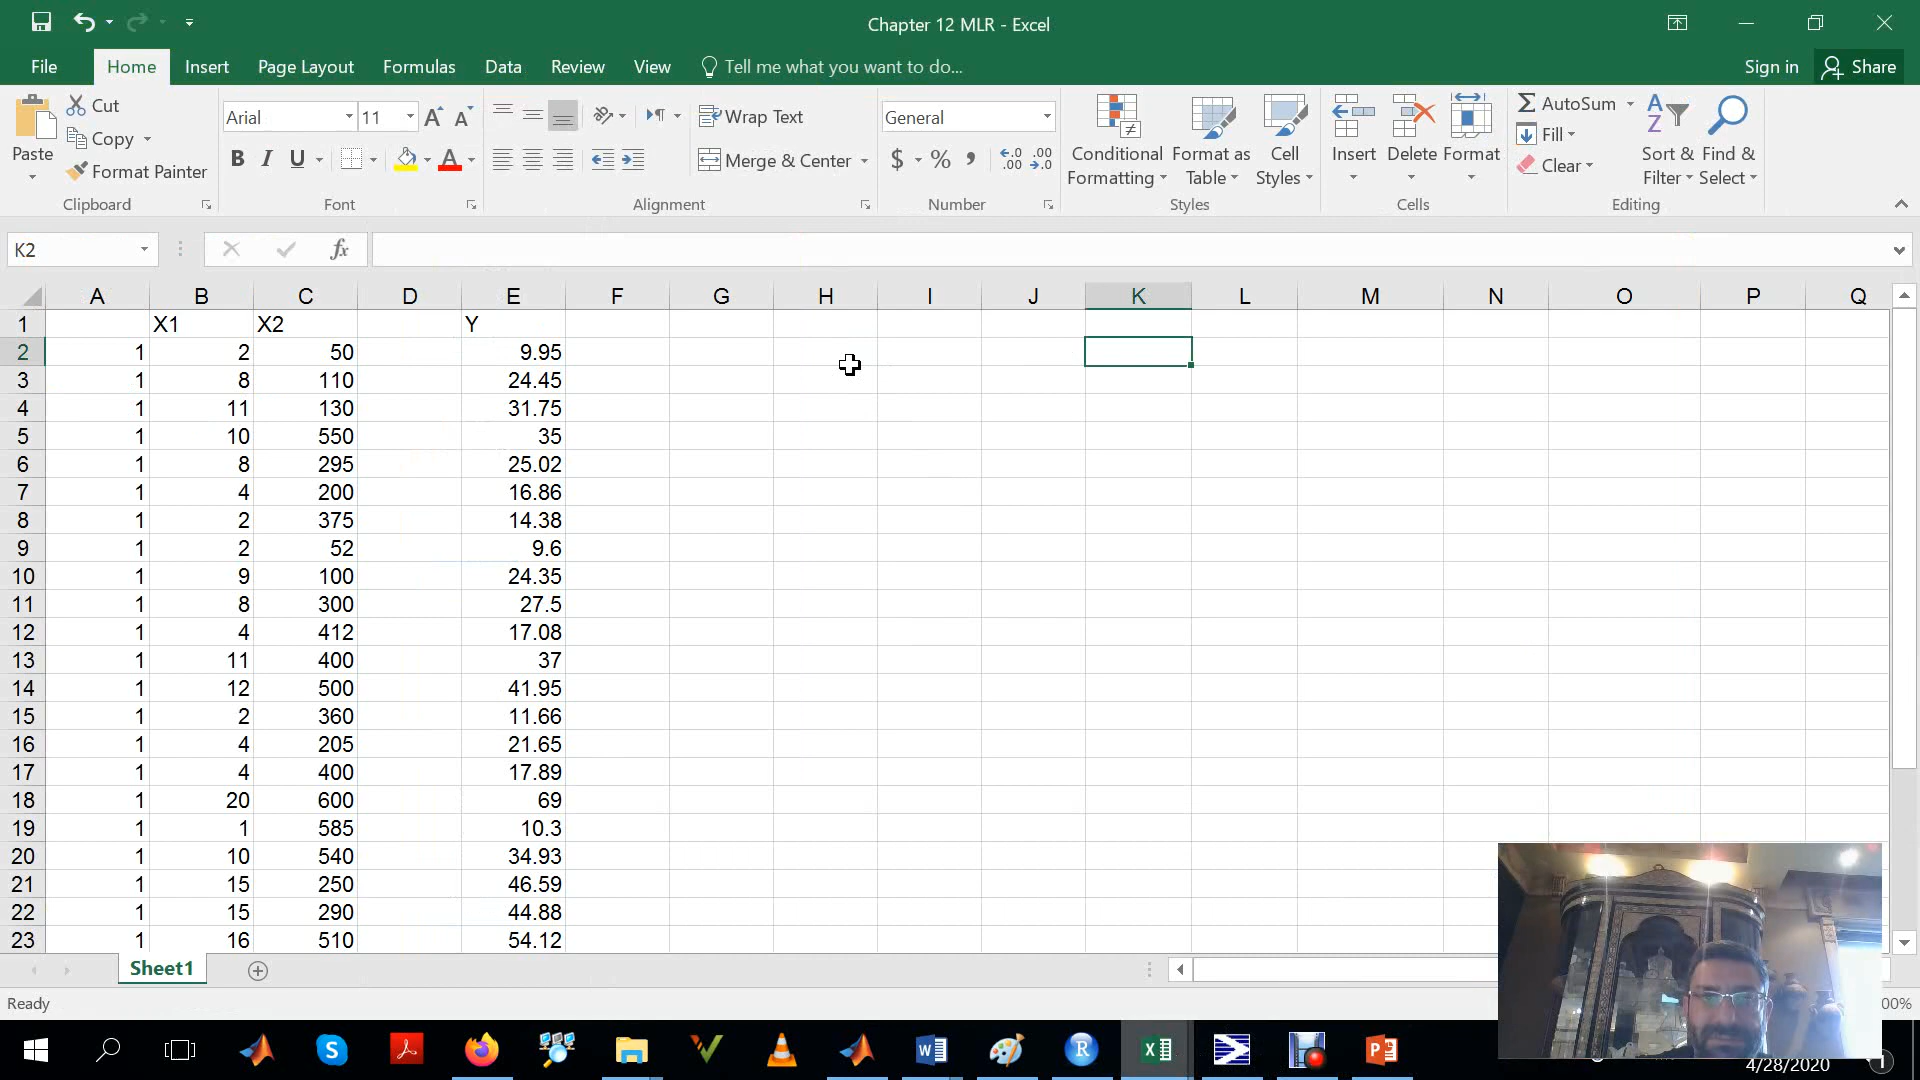 Chapter 12 MLR - Excel
File Home Insert Page Layout Formulas Data Review View Tell me what you want to do... Sign in Share
Paste Cut Copy Format Painter Clipboard
Arial 11 A A B I U A Font
Wrap Text Merge & Center Alignment
General $ % , .00 .0 Number
Conditional Formatting Format as Table Cell Styles Styles
Insert Delete Format Cells
AutoSum Fill Clear Sort & Filter Find & Select Editing
K2 fx
A B C D E F G H I J K L M N O P Q
1 X1 X2 Y
2 1 2 50 9.95
3 1 8 110 24.45
4 1 11 130 31.75
5 1 10 550 35
6 1 8 295 25.02
7 1 4 200 16.86
8 1 2 375 14.38
9 1 2 52 9.6
10 1 9 100 24.35
11 1 8 300 27.5
12 1 4 412 17.08
13 1 11 400 37
14 1 12 500 41.95
15 1 2 360 11.66
16 1 4 205 21.65
17 1 4 400 17.89
18 1 20 600 69
19 1 1 585 10.3
20 1 10 540 34.93
21 1 15 250 46.59
22 1 15 290 44.88
23 1 16 510 54.12
Sheet1
Ready 00%
4/28/2020 1